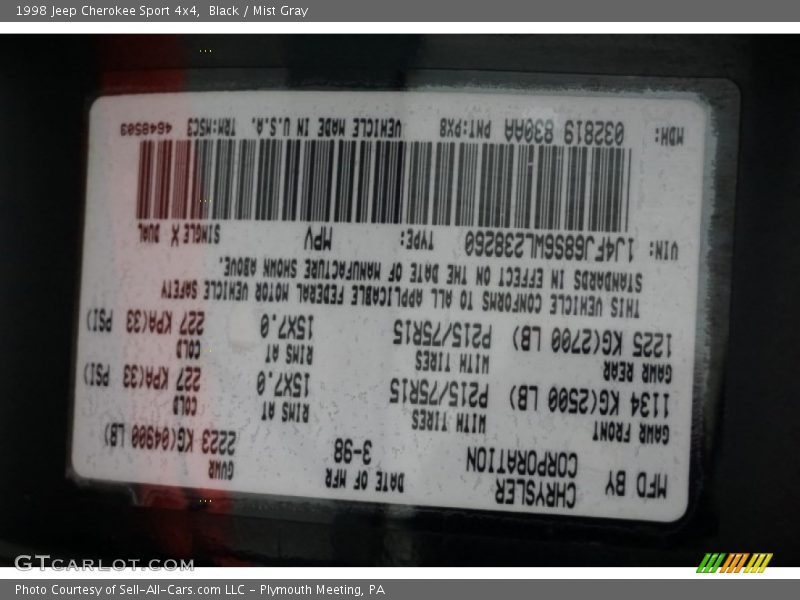 1998 Jeep Cherokee Sport 4x4,  Black / Mist Gray
MFD BY CHRYSLER CORPORATION DATE OF MFR 3-98 GVWR 2223 KG(04900 LB)
GAWR FRONT WITH TIRES RIMS AT COLD
1134 KG(2500 LB) P215/75R15 15X7.0 227 KPA(33 PSI)
GAWR REAR WITH TIRES RIMS AT COLD
1225 KG(2700 LB) P215/75R15 15X7.0 227 KPA(33 PSI)
THIS VEHICLE CONFORMS TO ALL APPLICABLE FEDERAL MOTOR VEHICLE SAFETY
STANDARDS IN EFFECT ON THE DATE OF MANUFACTURE SHOWN ABOVE.
VIN: 1J4FJ68S6WL238260 TYPE: MPV SINGLE X DUAL
MDH: 032819 830AA PNT:PX8 VEHICLE MADE IN U.S.A. TRM:M5C3 4648503
GTCARLOT.COM
Photo Courtesy of Sell-All-Cars.com LLC - Plymouth Meeting, PA